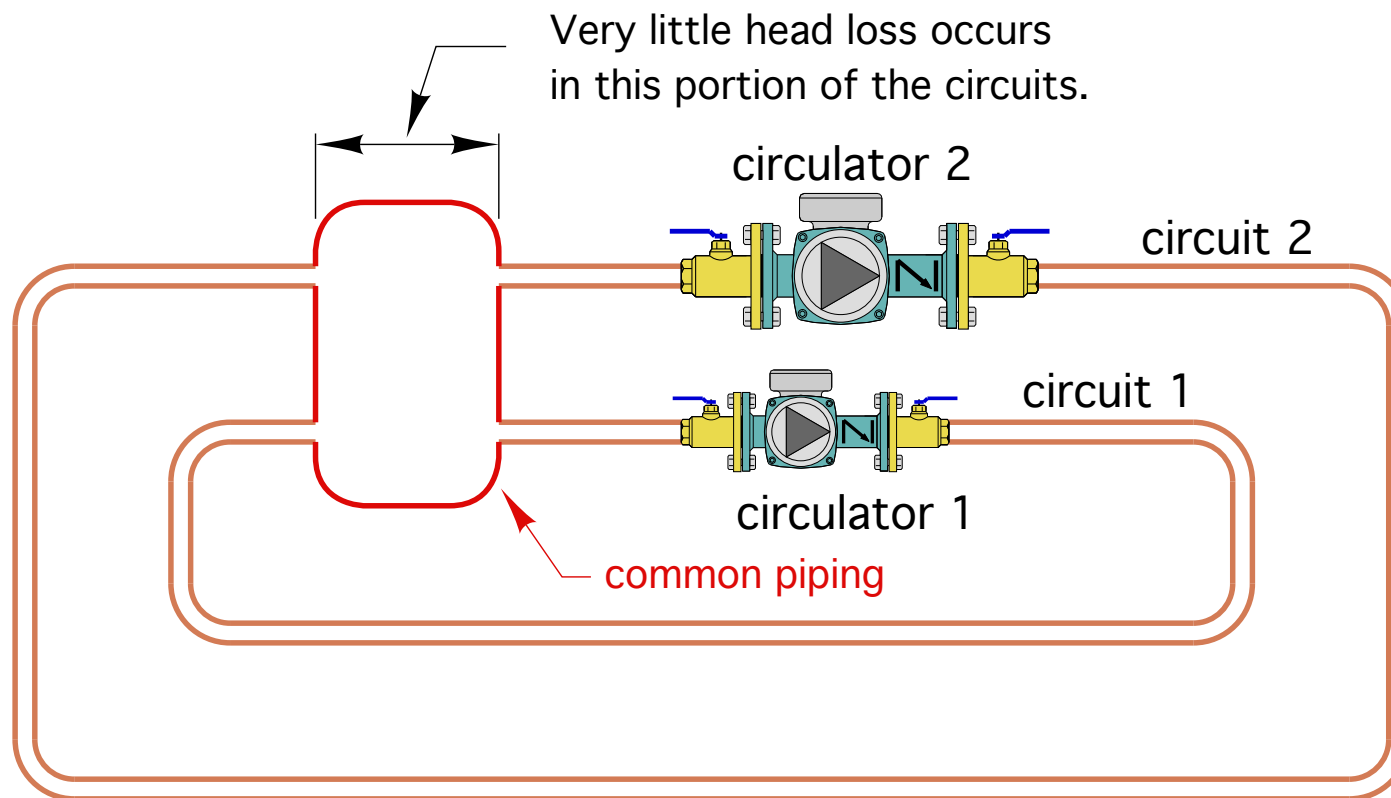 Very little head loss occurs
in this portion of the circuits.
circulator 2
circuit 2
circuit 1
circulator 1
common piping